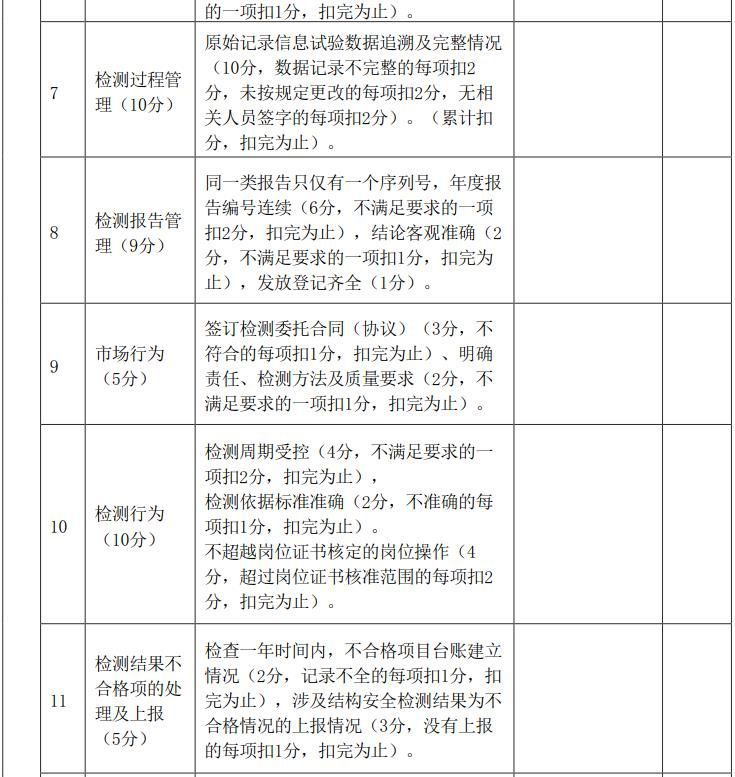 的一项扣1分，扣完为止）。
7
检测过程管
理（10分）
原始记录信息试验数据追溯及完整情况
（10分，数据记录不完整的每项扣2
分，未按规定更改的每项扣2分，无相
关人员签字的每项扣2分）。（累计扣
分，扣完为止）。
8
检测报告管
理（9分）
同一类报告只仅有一个序列号，年度报
告编号连续（6分，不满足要求的一项
扣2分，扣完为止），结论客观准确（2
分，不满足要求的一项扣1分，扣完为
止），发放登记齐全（1分）。
9
市场行为
（5分）
签订检测委托合同（协议）（3分，不
符合的每项扣1分，扣完为止）、明确
责任、检测方法及质量要求（2分，不
满足要求的一项扣1分，扣完为止）。
10
检测行为
（10分）
检测周期受控（4分，不满足要求的一
项扣2分，扣完为止），
检测依据标准准确（2分，不准确的每
项扣1分，扣完为止）。
不超越岗位证书核定的岗位操作（4
分，超过岗位证书核准范围的每项扣2
分，扣完为止）。
11
检测结果不
合格项的处
理及上报
（5分）
检查一年时间内，不合格项目台账建立
情况（2分，记录不全的每项扣1分，扣
完为止），涉及结构安全检测结果为不
合格情况的上报情况（3分，没有上报
的每项扣1分，扣完为止）。